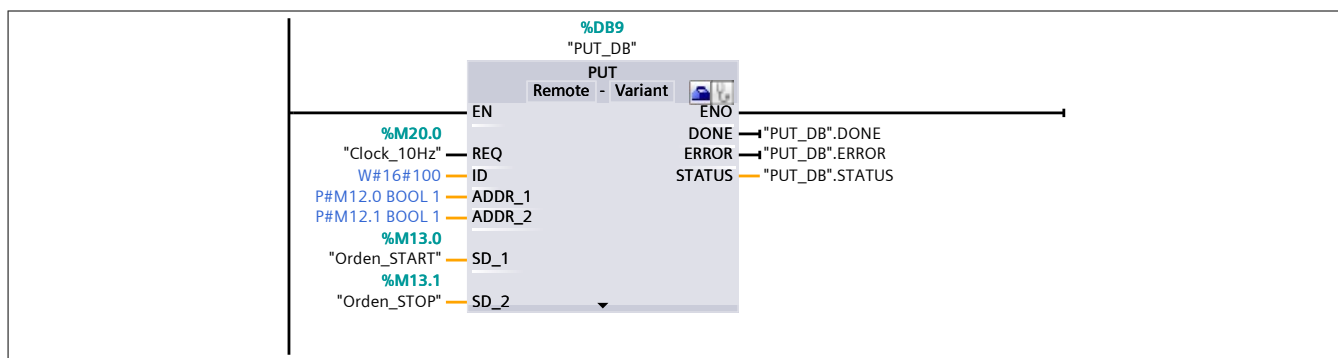 %DB9
"PUT_DB"
PUT
Remote - Variant
EN ENO
%M20.0 DONE "PUT_DB".DONE
"Clock_10Hz" REQ ERROR "PUT_DB".ERROR
W#16#100 ID STATUS "PUT_DB".STATUS
P#M12.0 BOOL 1 ADDR_1
P#M12.1 BOOL 1 ADDR_2
%M13.0
"Orden_START" SD_1
%M13.1
"Orden_STOP" SD_2